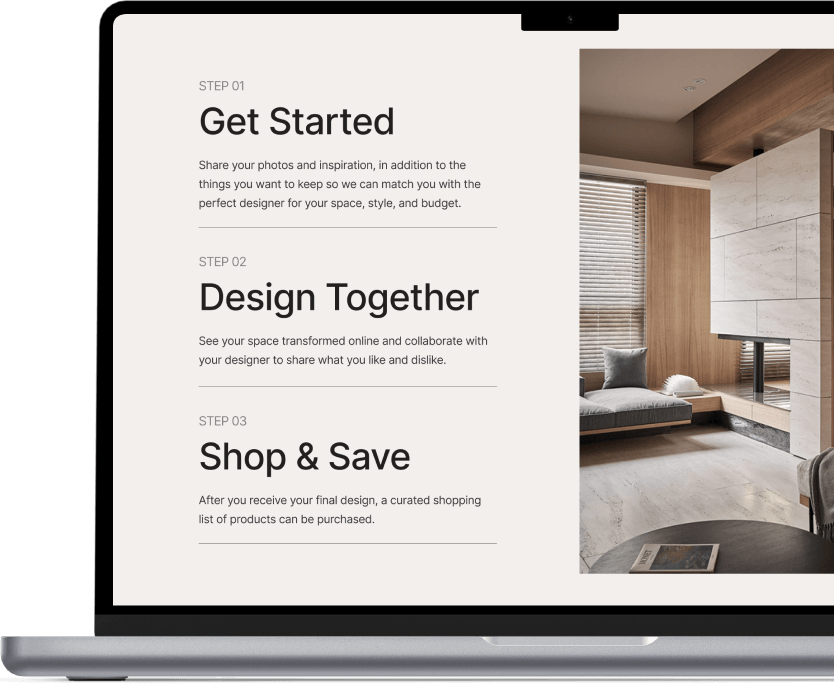 STEP 01
Get Started
Share your photos and inspiration, in addition to the
things you want to keep so we can match you with the
perfect designer for your space, style, and budget.
STEP 02
Design Together
See your space transformed online and collaborate with
your designer to share what you like and dislike.
STEP 03
Shop & Save
After you receive your final design, a curated shopping
list of products can be purchased.